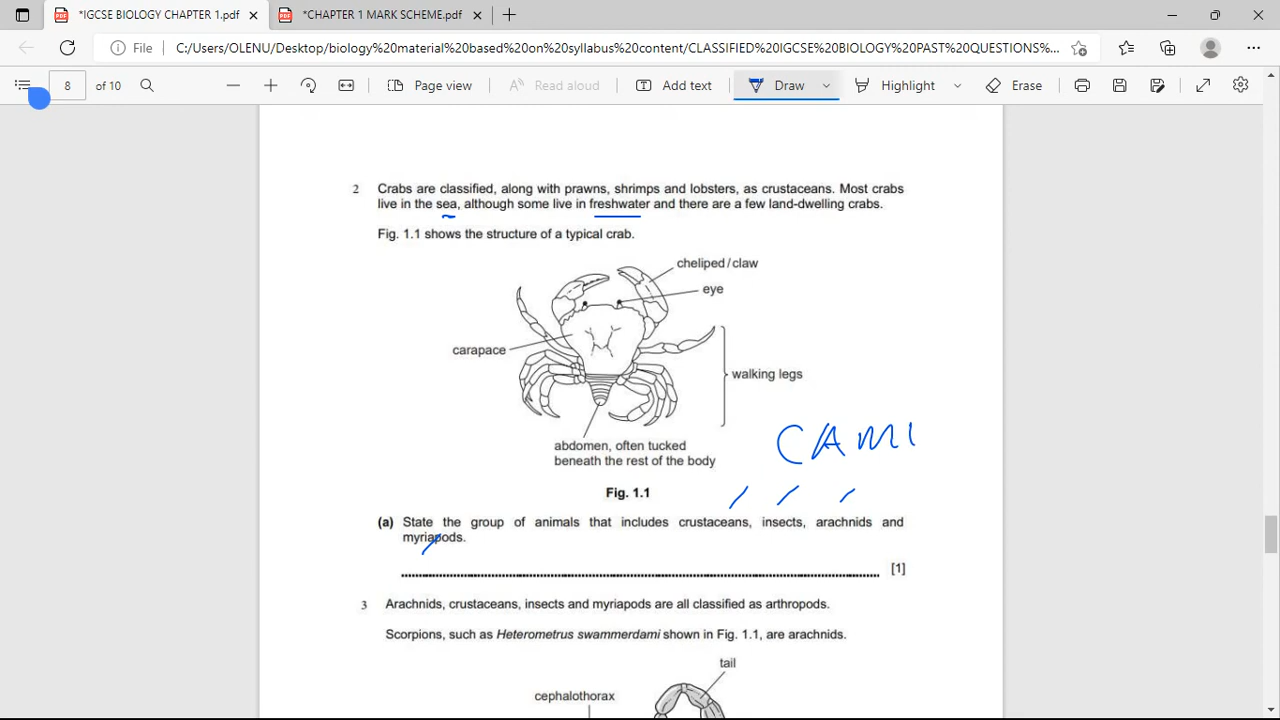 *IGCSE BIOLOGY CHAPTER 1.pdf
*CHAPTER 1 MARK SCHEME.pdf
File
C:/Users/OLENU/Desktop/biology%20material%20based%20on%20syllabus%20content/CLASSIFIED%20IGCSE%20BIOLOGY%20PAST%20QUESTIONS%...
8 of 10
Page view
Read aloud
Add text
Draw
Highlight
Erase
2 Crabs are classified, along with prawns, shrimps and lobsters, as crustaceans. Most crabs
live in the sea, although some live in freshwater and there are a few land-dwelling crabs.
Fig. 1.1 shows the structure of a typical crab.
cheliped/claw
eye
carapace
walking legs
CAMI
abdomen, often tucked
beneath the rest of the body
Fig. 1.1
(a) State the group of animals that includes crustaceans, insects, arachnids and
myriapods.
[1]
3 Arachnids, crustaceans, insects and myriapods are all classified as arthropods.
Scorpions, such as Heterometrus swammerdami shown in Fig. 1.1, are arachnids.
tail
cephalothorax